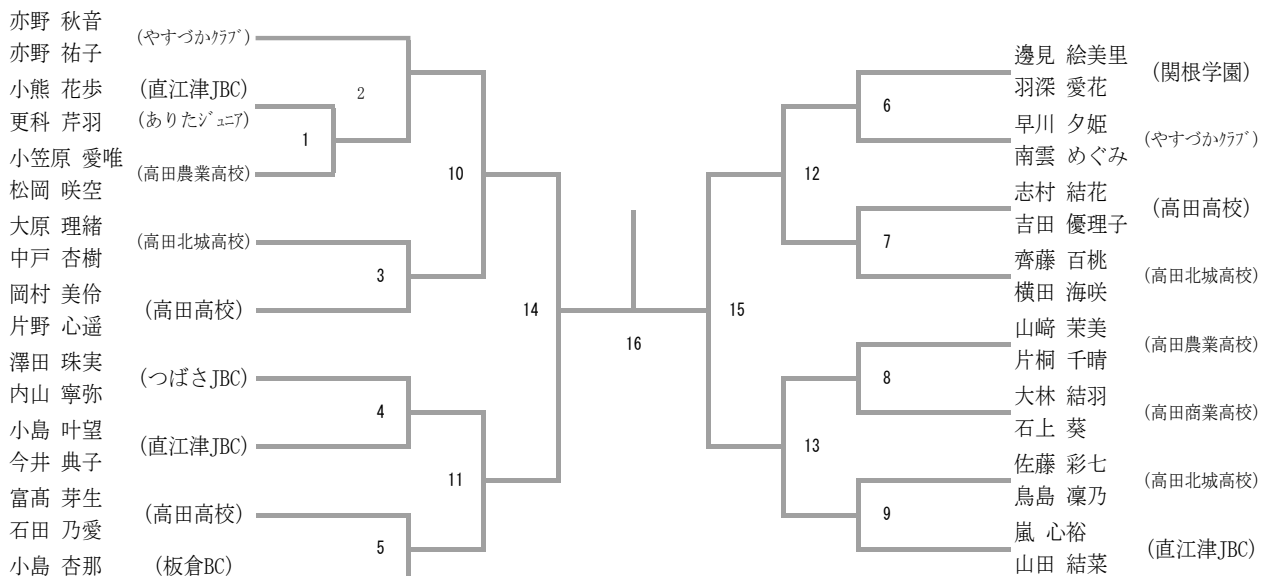 亦野 秋音
(やすづかｸﾗﾌﾞ)
亦野 祐子
小熊 花歩 (直江津JBC)
更科 芹羽 (ありたｼﾞｭﾆｱ)
小笠原 愛唯
(高田農業高校)
松岡 咲空
大原 理緒
(高田北城高校)
中戸 杏樹
岡村 美伶
(高田高校)
片野 心遥
澤田 珠実
(つばさJBC)
内山 寧弥
小島 叶望
(直江津JBC)
今井 典子
富髙 芽生
(高田高校)
石田 乃愛
小島 杏那 (板倉BC)
1
2
3
4
5
10
11
14
16
15
12
13
6
7
8
9
邊見 絵美里
(関根学園)
羽深 愛花
早川 夕姫
(やすづかｸﾗﾌﾞ)
南雲 めぐみ
志村 結花
(高田高校)
吉田 優理子
齊藤 百桃
(高田北城高校)
横田 海咲
山﨑 茉美
(高田農業高校)
片桐 千晴
大林 結羽
(高田商業高校)
石上 葵
佐藤 彩七
(高田北城高校)
鳥島 凜乃
嵐 心裕
(直江津JBC)
山田 結菜